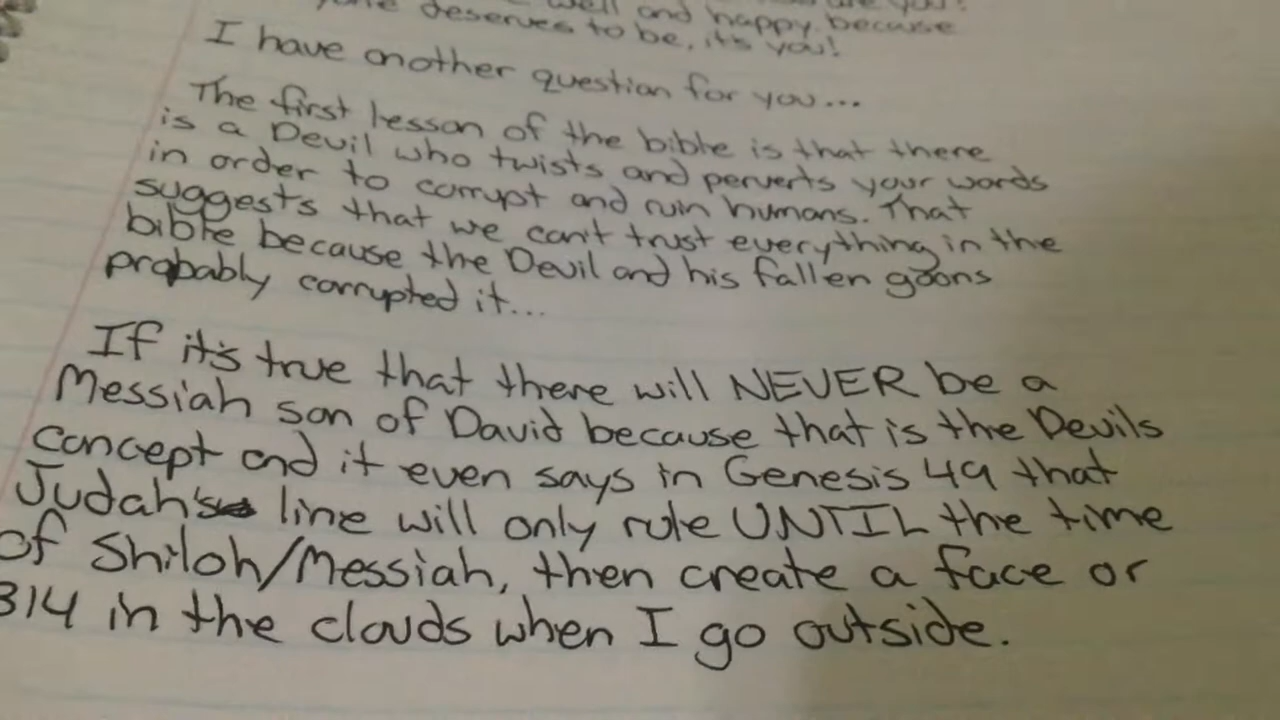 well and happy because
deserves to be, it's you!
I have another question for you...
The first lesson of the bible is that there
is a Devil who twists and perverts your words
in order to corrupt and ruin humans. That
suggests that we can't trust everything in the
bible because the Devil and his fallen goons
probably corrupted it...
If it's true that there will NEVER be a
Messiah son of David because that is the Devils
concept and it even says in Genesis 49 that
Judah's line will only rule UNTIL the time
of Shiloh/Messiah, then create a face or
314 in the clouds when I go outside.